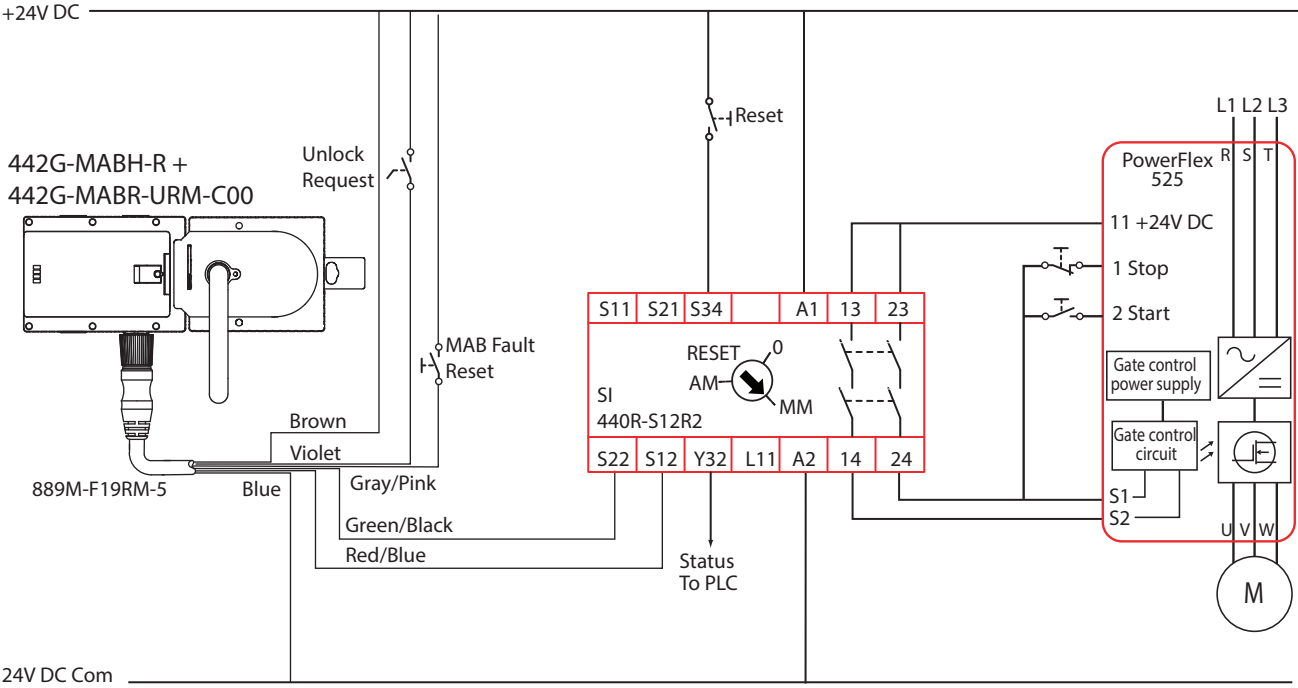 +24V DC
442G-MABH-R +
442G-MABR-URM-C00
Unlock
Request
Reset
MAB Fault
Reset
Brown
Violet
Gray/Pink
Blue
889M-F19RM-5
Green/Black
Red/Blue
S11 S21 S34 A1 13 23
RESET 0
AM
MM
SI
440R-S12R2
S22 S12 Y32 L11 A2 14 24
Status
To PLC
L1 L2 L3
R S T
PowerFlex
525
11 +24V DC
1 Stop
2 Start
Gate control
power supply
Gate control
circuit
S1
S2
U V W
M
24V DC Com